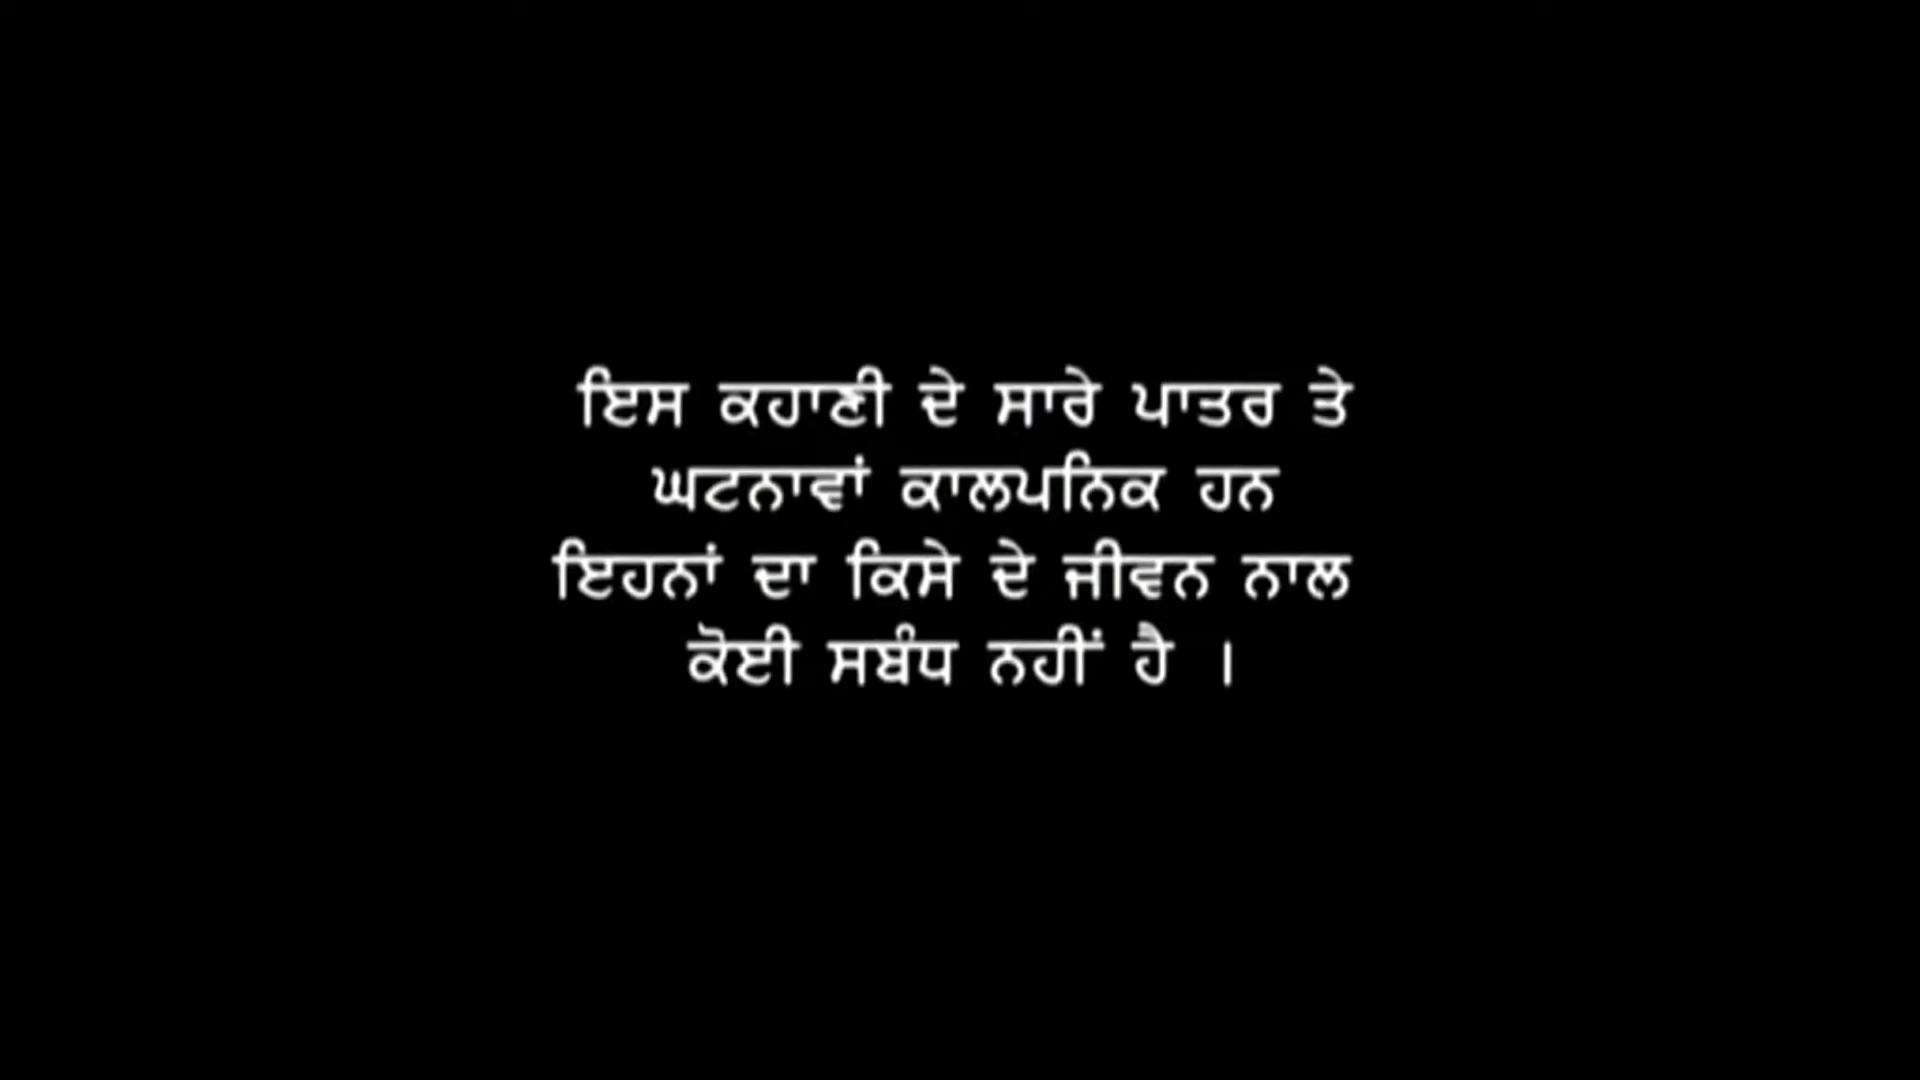 ਇਸ ਕਹਾਣੀ ਦੇ ਸਾਰੇ ਪਾਤਰ ਤੇ
ਘਟਨਾਵਾਂ ਕਾਲਪਨਿਕ ਹਨ
ਇਹਨਾਂ ਦਾ ਕਿਸੇ ਦੇ ਜੀਵਨ ਨਾਲ
ਕੋਈ ਸਬੰਧ ਨਹੀਂ ਹੈ ।